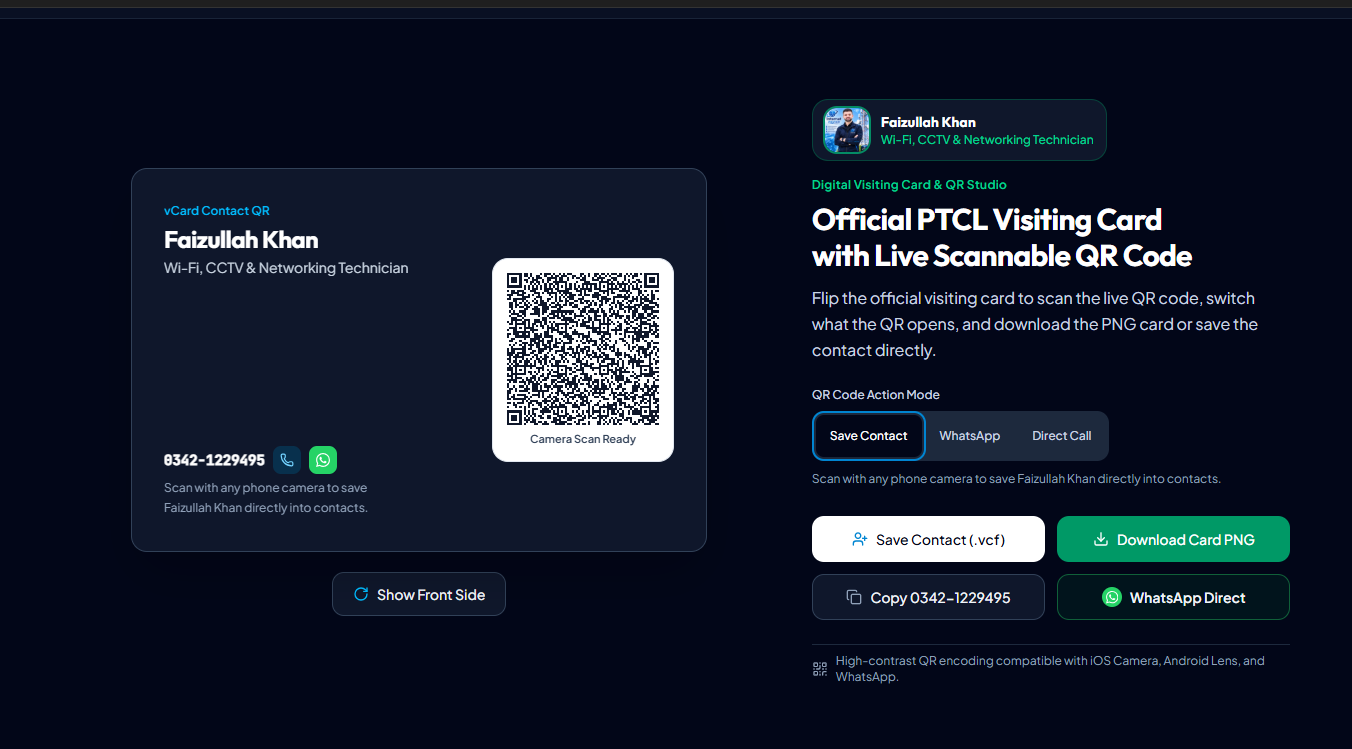 vCard Contact QR
Faizullah Khan
Wi-Fi, CCTV & Networking Technician
Camera Scan Ready
0342-1229495
Scan with any phone camera to save
Faizullah Khan directly into contacts.
Show Front Side
Faizullah Khan
Wi-Fi, CCTV & Networking Technician
Digital Visiting Card & QR Studio
Official PTCL Visiting Card
with Live Scannable QR Code
Flip the official visiting card to scan the live QR code, switch
what the QR opens, and download the PNG card or save the
contact directly.
QR Code Action Mode
Save Contact WhatsApp Direct Call
Scan with any phone camera to save Faizullah Khan directly into contacts.
Save Contact (.vcf) Download Card PNG
Copy 0342-1229495 WhatsApp Direct
High-contrast QR encoding compatible with iOS Camera, Android Lens, and
WhatsApp.